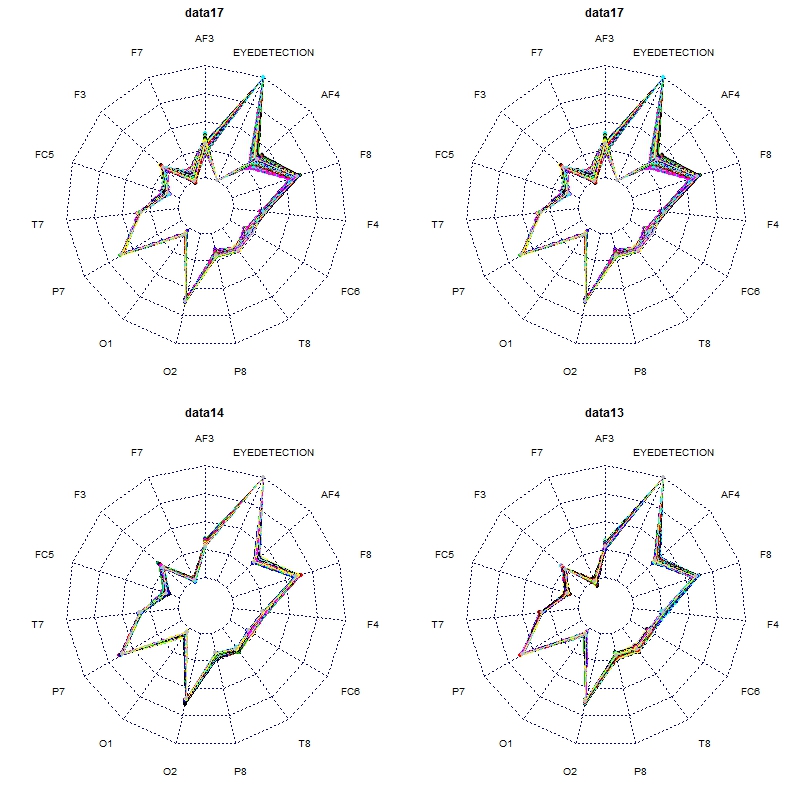 data17
AF3
F7
EYEDETECTION
F3
AF4
FC5
F8
T7
F4
P7
FC6
O1
T8
O2
P8
data17
AF3
F7
EYEDETECTION
F3
AF4
FC5
F8
T7
F4
P7
FC6
O1
T8
O2
P8
data14
AF3
F7
EYEDETECTION
F3
AF4
FC5
F8
T7
F4
P7
FC6
O1
T8
O2
P8
data13
AF3
F7
EYEDETECTION
F3
AF4
FC5
F8
T7
F4
P7
FC6
O1
T8
O2
P8